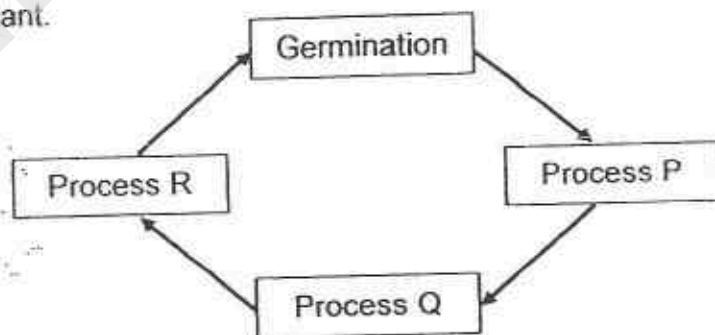 ant.
Germination
Process R
Process P
Process Q